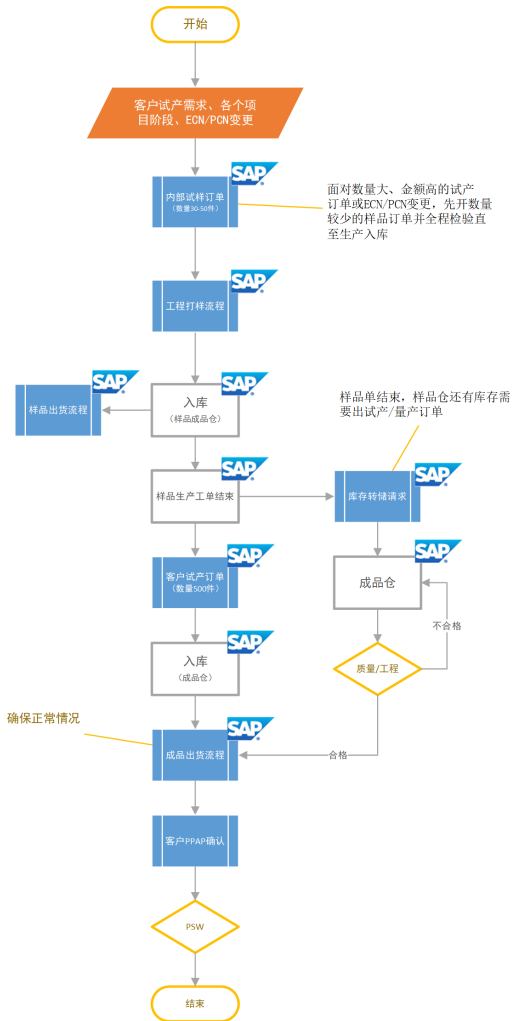 开始
客户试产需求、各个项
目阶段、ECN/PCN变更
SAP
内部试样订单
（数量30-50件）
面对数量大、金额高的试产
订单或ECN/PCN变更，先开数量
较少的样品订单并全程检验直
至生产入库
SAP
工程打样流程
SAP
样品出货流程
SAP
入库
（样品成品仓）
样品单结束，样品仓还有库存需
要出试产/量产订单
SAP
样品生产工单结束
SAP
库存转储请求
SAP
客户试产订单
（数量500件）
SAP
成品仓
不合格
SAP
入库
（成品仓）
质量/工程
确保正常情况
SAP
成品出货流程
合格
客户PPAP确认
PSW
结束